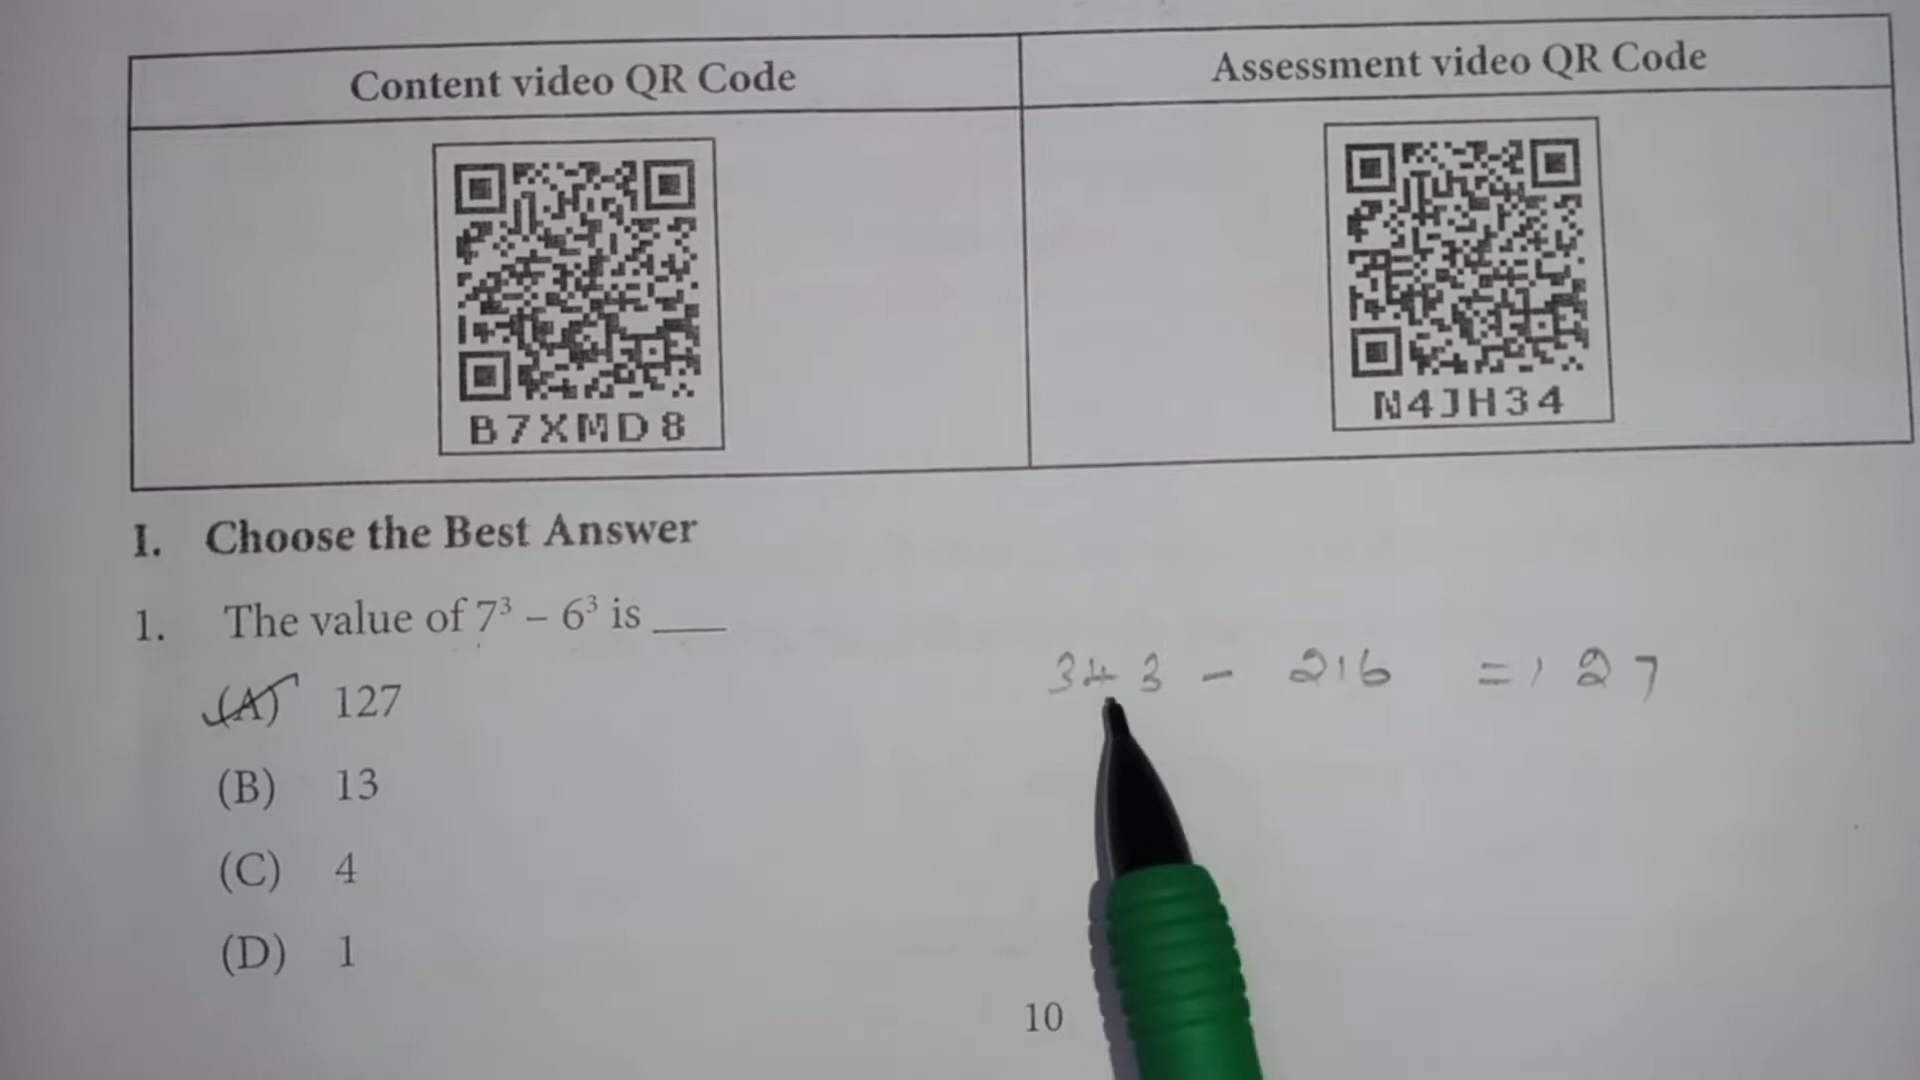 Content video QR Code
Assessment video QR Code
B7XMD8
N4JH34
I. Choose the Best Answer
1. The value of 7³ – 6³ is ___
(A) 127
343 - 216 = 127
(B) 13
(C) 4
(D) 1
10